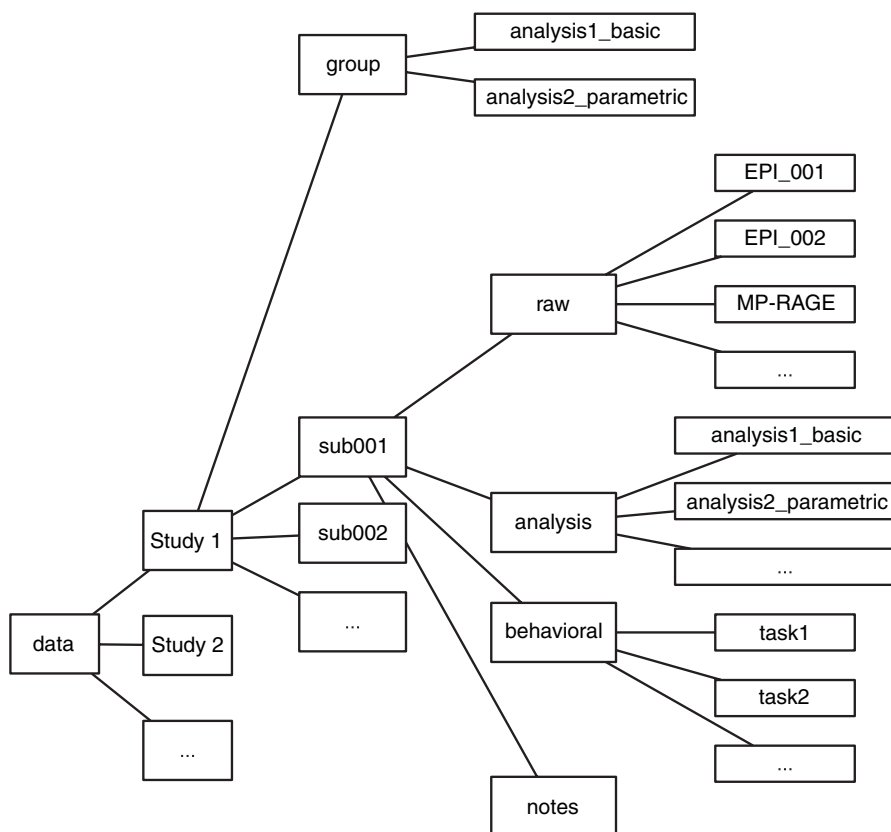 group
analysis1_basic
analysis2_parametric
EPI_001
EPI_002
raw
MP-RAGE
...
sub001
analysis1_basic
analysis2_parametric
analysis
...
Study 1
sub002
...
data
Study 2
...
behavioral
task1
task2
...
notes